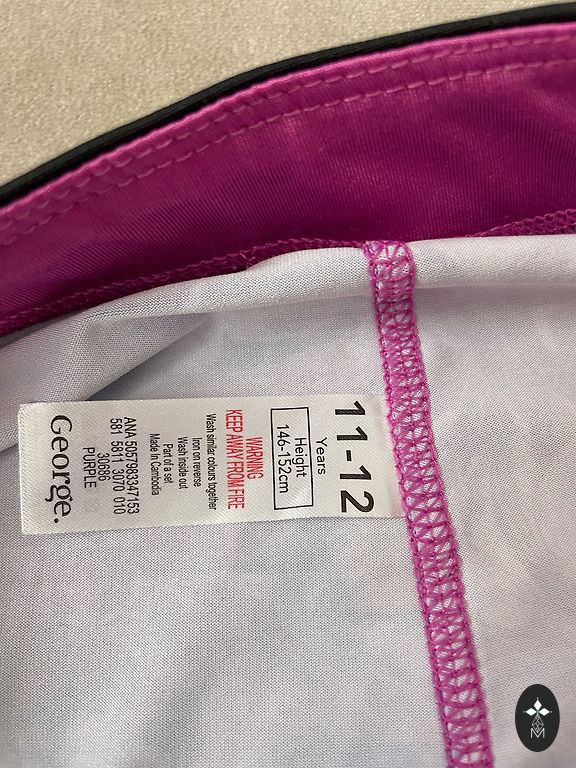 11-12
Years
Height
146-152cm
WARNING
KEEP AWAY FROM FIRE
Wash similar colours together
Iron on reverse
Wash inside out
Part of a set
Made in Cambodia
ANA 5057983347153
581 5811 3070 010
30686
PURPLE
George.
M